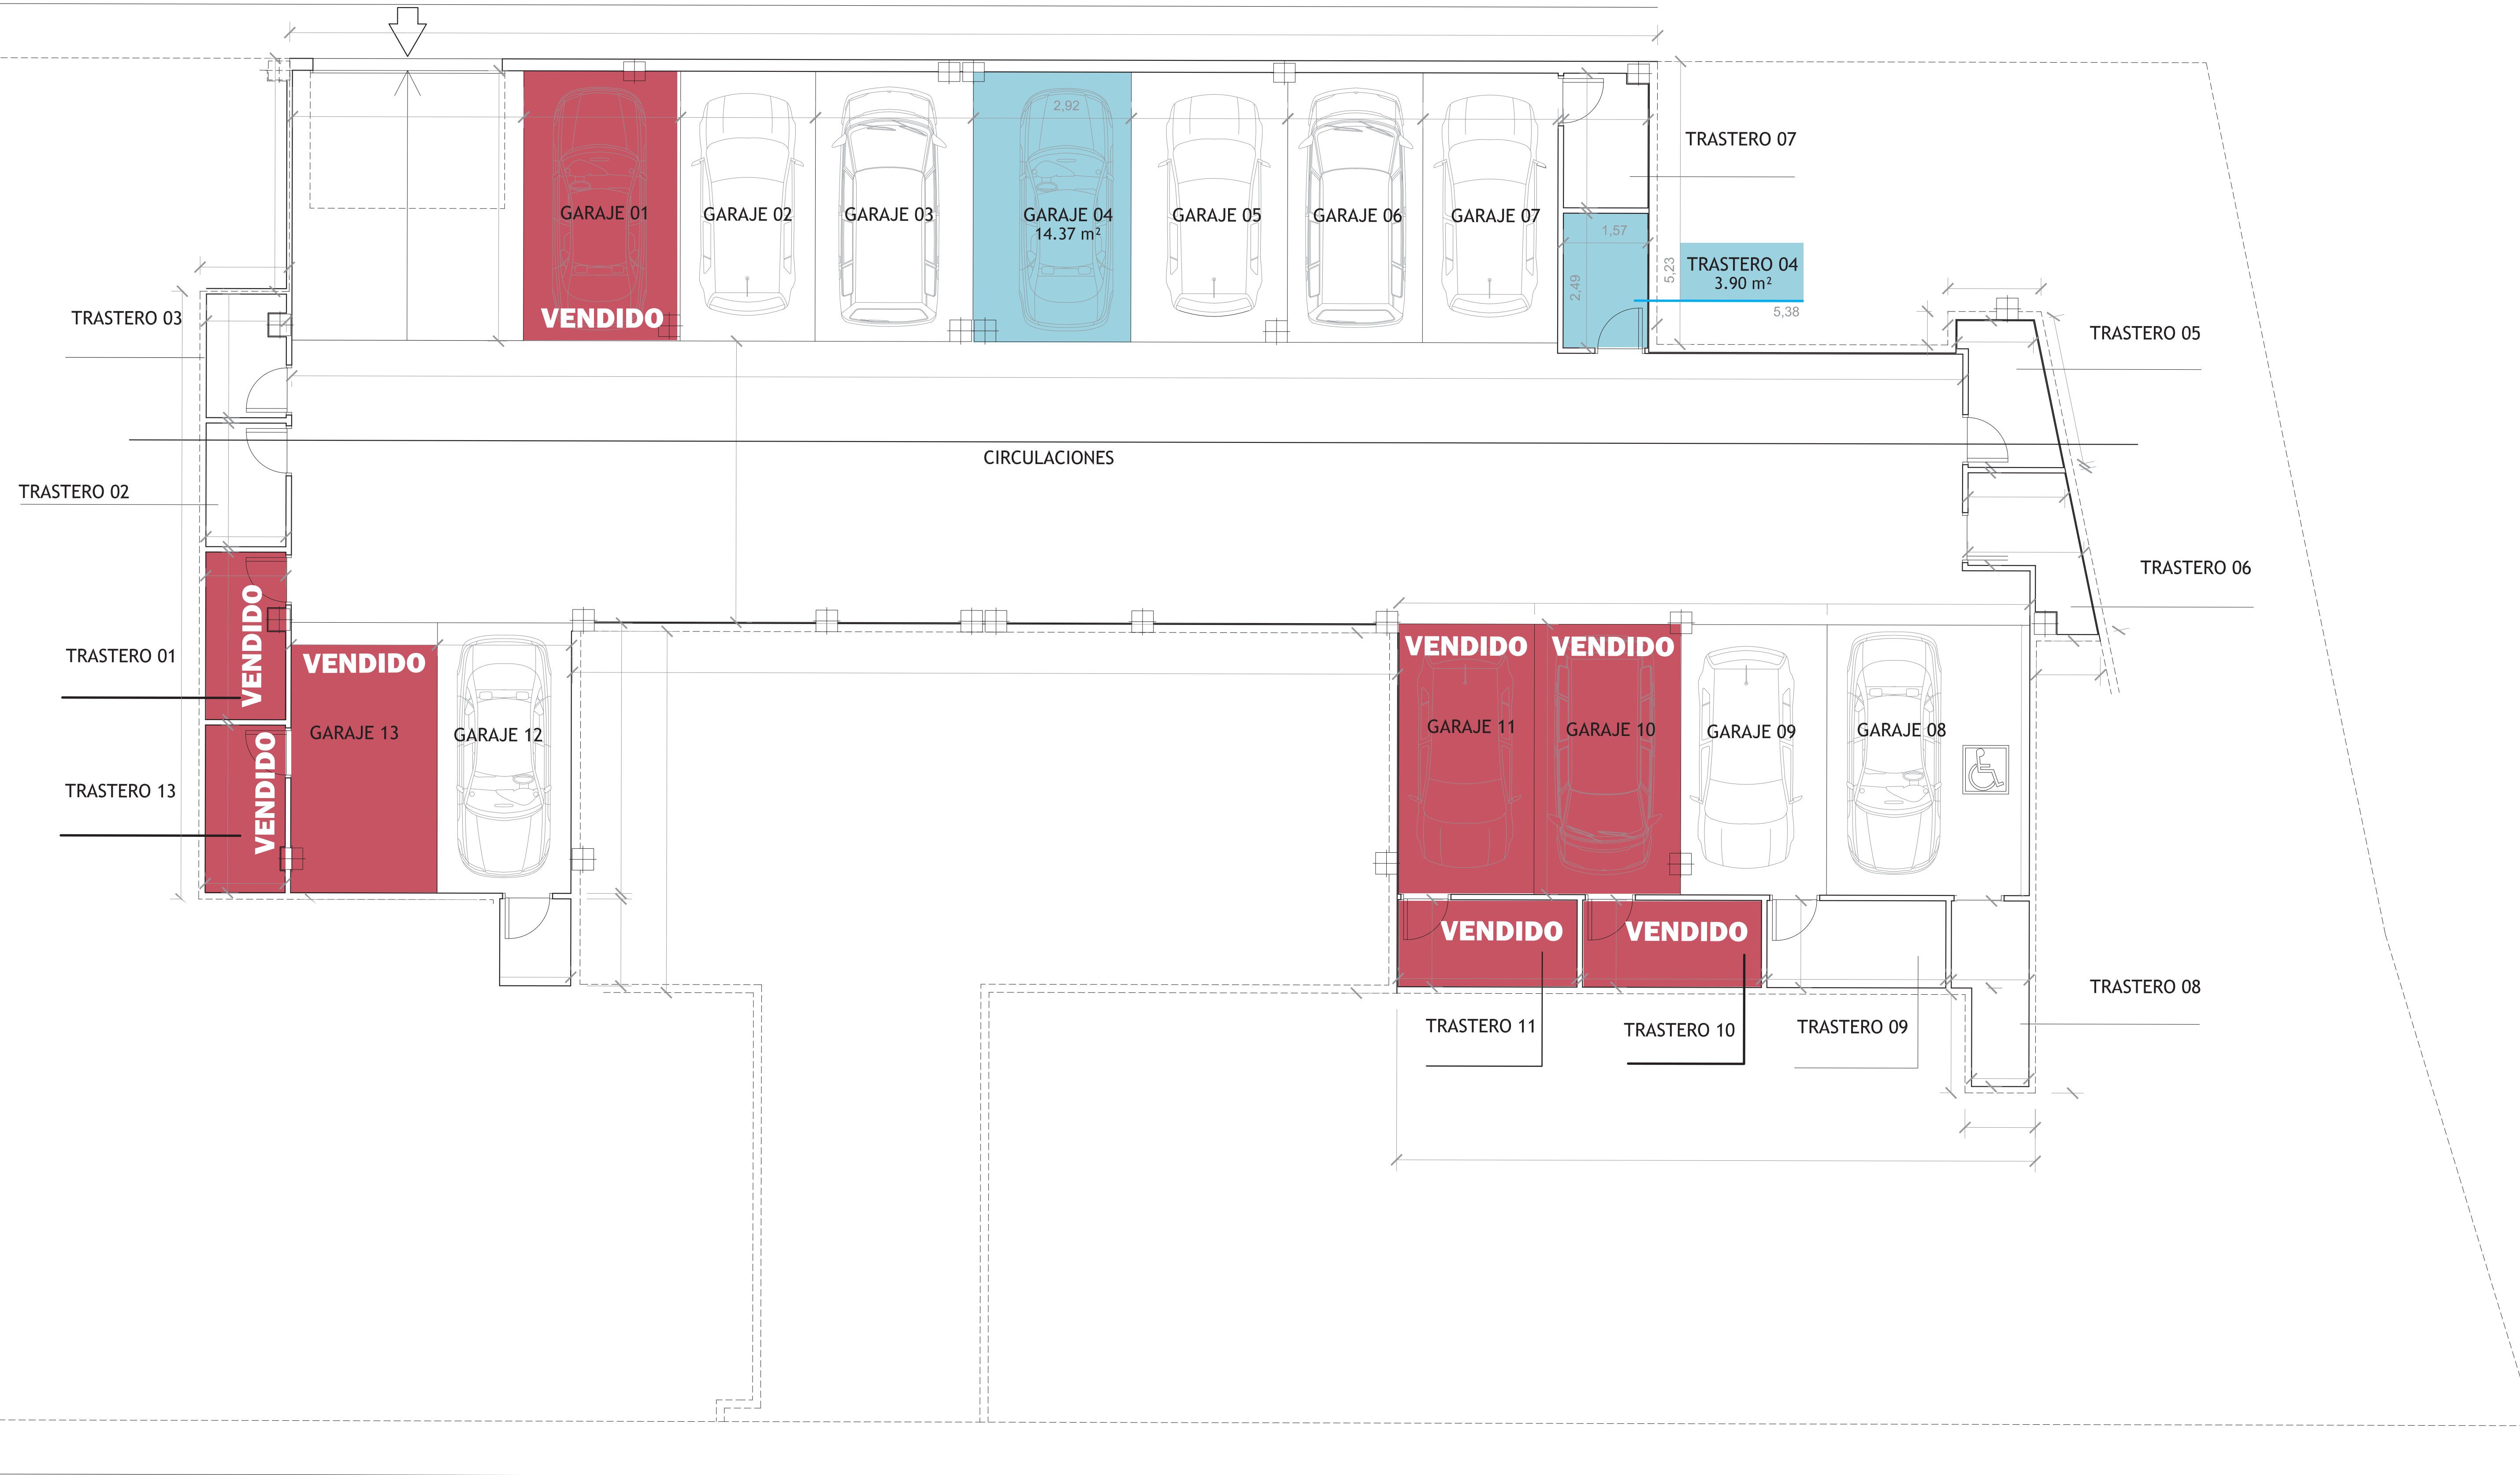 2,92
TRASTERO 07
GARAJE 01
GARAJE 02
GARAJE 03
GARAJE 04
14.37 m²
GARAJE 05
GARAJE 06
GARAJE 07
1,57
2,49
5,23
TRASTERO 04
3.90 m²
5,38
VENDIDO
TRASTERO 03
TRASTERO 05
CIRCULACIONES
TRASTERO 02
TRASTERO 06
VENDIDO
TRASTERO 01
VENDIDO
GARAJE 13
GARAJE 12
VENDIDO
VENDIDO
GARAJE 11
GARAJE 10
GARAJE 09
GARAJE 08
VENDIDO
TRASTERO 13
VENDIDO
VENDIDO
TRASTERO 08
TRASTERO 11
TRASTERO 10
TRASTERO 09